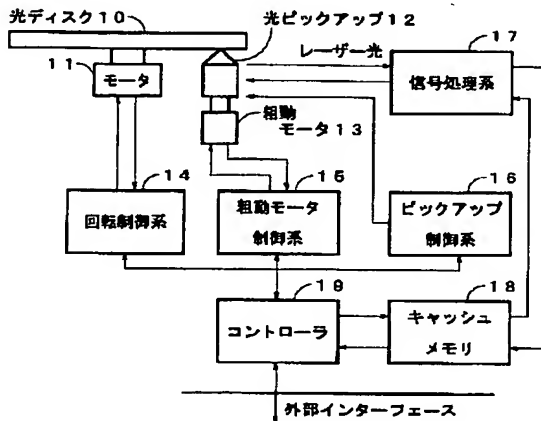 光ディスク10
光ピックアップ12
レーザー光
17
11
モータ
信号処理系
粗動
モータ13
14
15
16
回転制御系
粗動モータ
制御系
ピックアップ
制御系
19
18
コントローラ
キャッシュ
メモリ
外部インターフェース